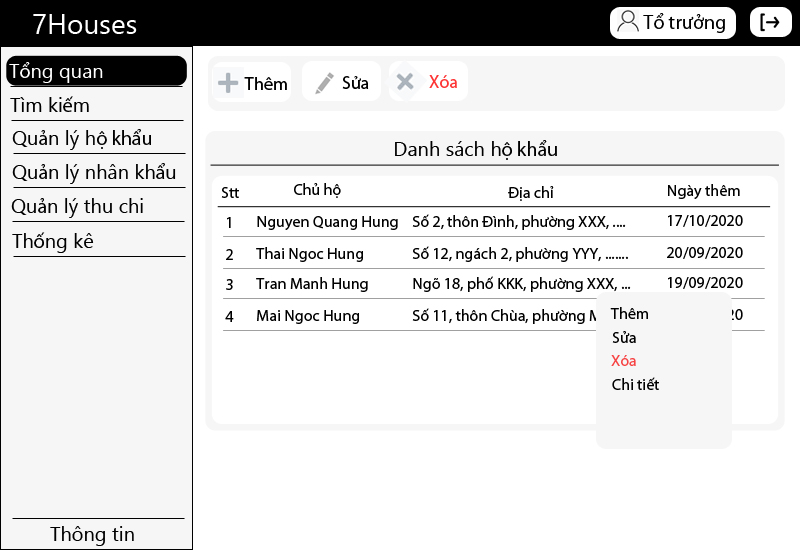 7Houses
Tổ trưởng
Tổng quan
Tìm kiếm
Quản lý hộ khẩu
Quản lý nhân khẩu
Quản lý thu chi
Thống kê
Thông tin
Thêm Sửa Xóa
Danh sách hộ khẩu
Stt Chủ hộ Địa chỉ Ngày thêm
1 Nguyen Quang Hung Số 2, thôn Đình, phường XXX, .... 17/10/2020
2 Thai Ngoc Hung Số 12, ngách 2, phường YYY, ....... 20/09/2020
3 Tran Manh Hung Ngõ 18, phố KKK, phường XXX, ... 19/09/2020
4 Mai Ngoc Hung Số 11, thôn Chùa, phường M 20
Thêm
Sửa
Xóa
Chi tiết